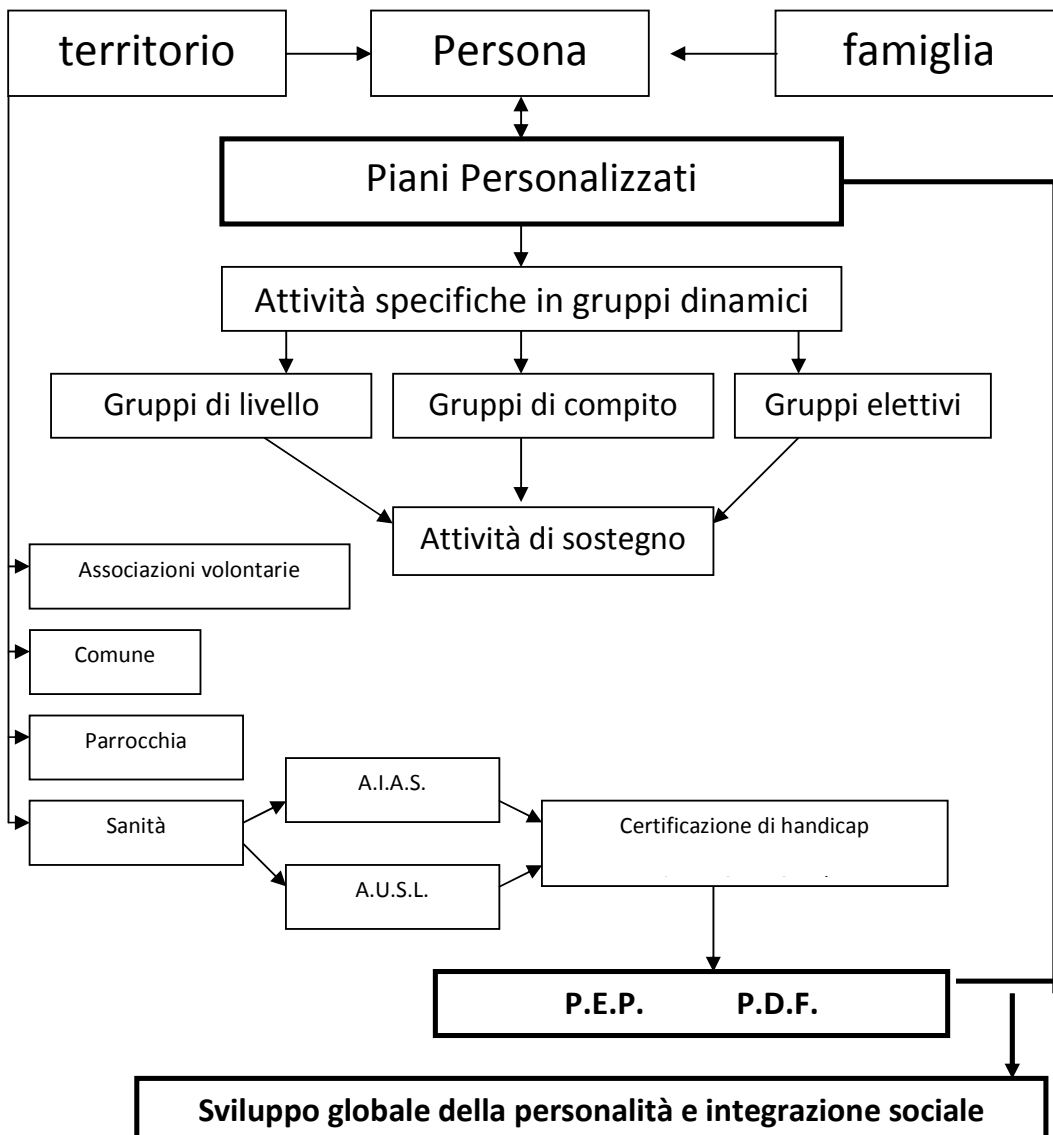 territorio
Persona
famiglia
Piani Personalizzati
Attività specifiche in gruppi dinamici
Gruppi di livello
Gruppi di compito
Gruppi elettivi
Attività di sostegno
Associazioni volontarie
Comune
Parrocchia
Sanità
A.I.A.S.
A.U.S.L.
Certificazione di handicap
P.E.P. P.D.F.
Sviluppo globale della personalità e integrazione sociale